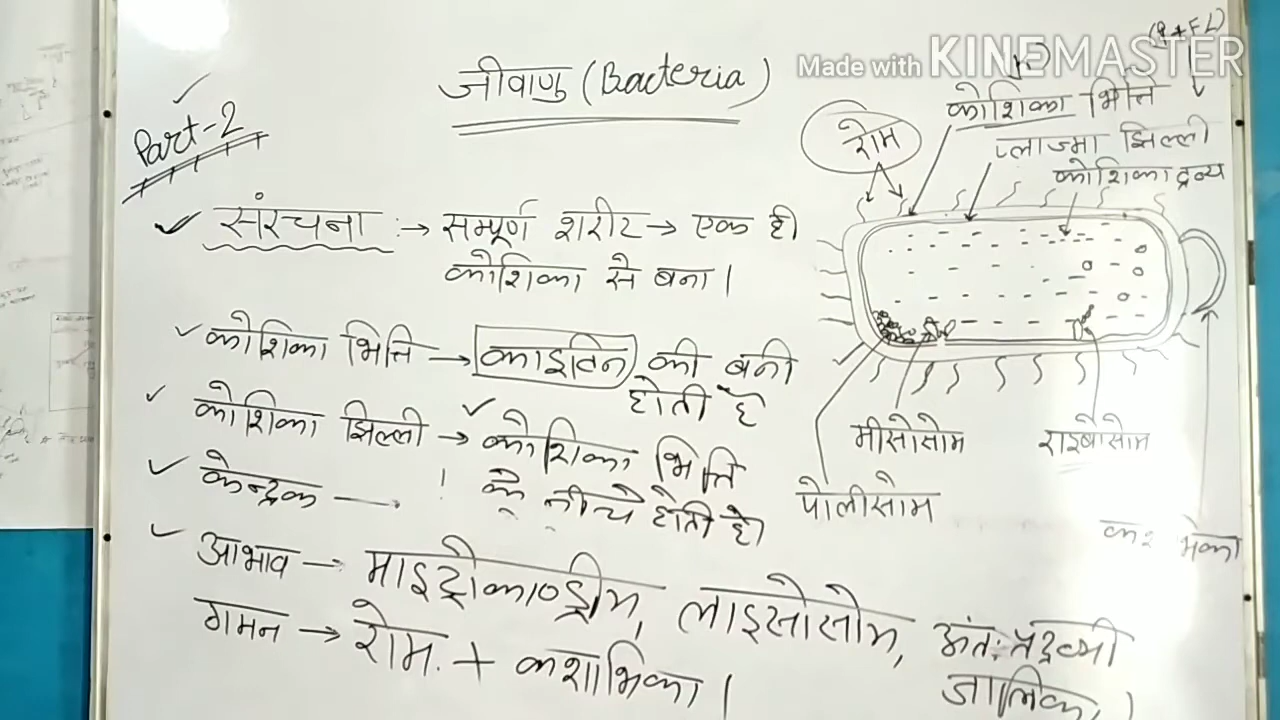 Made with KINEMASTER
Part-2
जीवाणु (Bacteria)
संरचना :→ सम्पूर्ण शरीर → एक ही
कोशिका से बना।
कोशिका भित्ति → काइटिन की बनी
होती है
कोशिका झिल्ली → कोशिका भित्ति
के नीचे होती है।
केन्द्रक →
अभाव → माइट्रोकाण्ड्रीम, लाइसोसोम, अंतः प्रद्रव्यी
जालिका।
गमन → रोम. + कशाभिका।
रोम
कोशिका भित्ति
प्लाज्मा झिल्ली
कोशिका द्रव्य
मीसोसोम
राइबोसोम
पोलीसोम